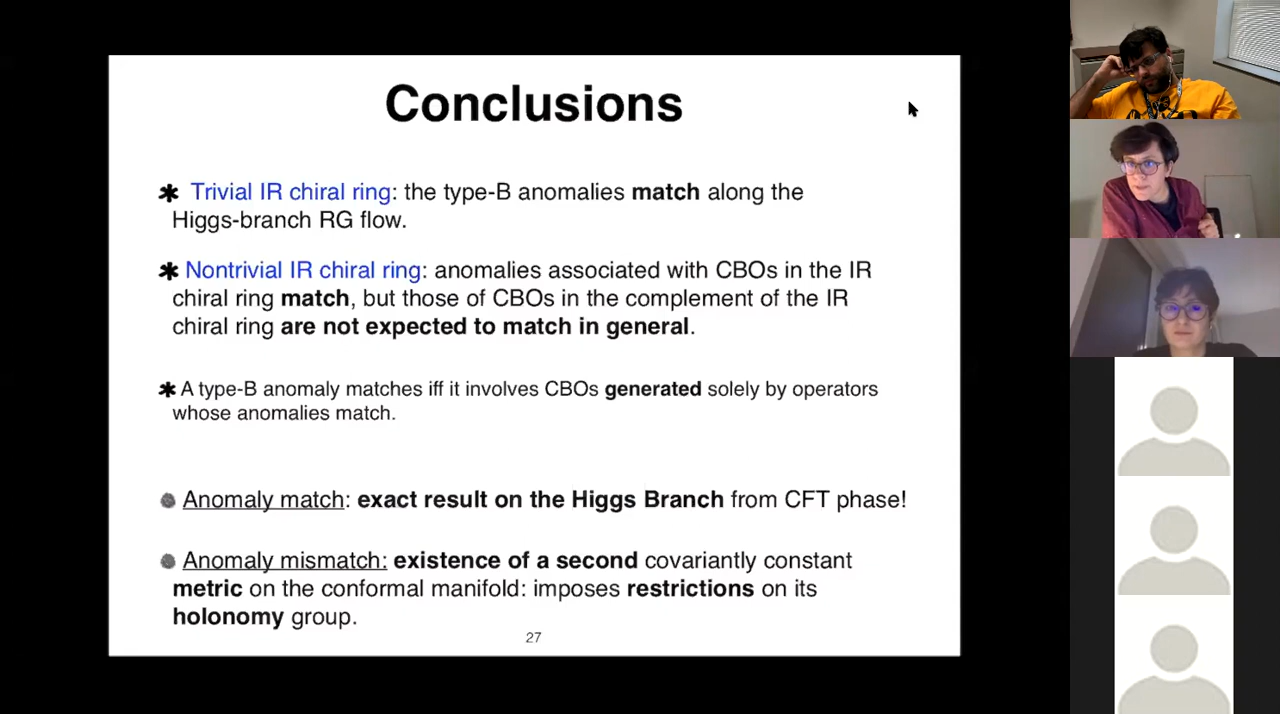 Conclusions
* Trivial IR chiral ring: the type-B anomalies match along the
Higgs-branch RG flow.
* Nontrivial IR chiral ring: anomalies associated with CBOs in the IR
chiral ring match, but those of CBOs in the complement of the IR
chiral ring are not expected to match in general.
* A type-B anomaly matches iff it involves CBOs generated solely by operators
whose anomalies match.
Anomaly match: exact result on the Higgs Branch from CFT phase!
Anomaly mismatch: existence of a second covariantly constant
metric on the conformal manifold: imposes restrictions on its
holonomy group.
27